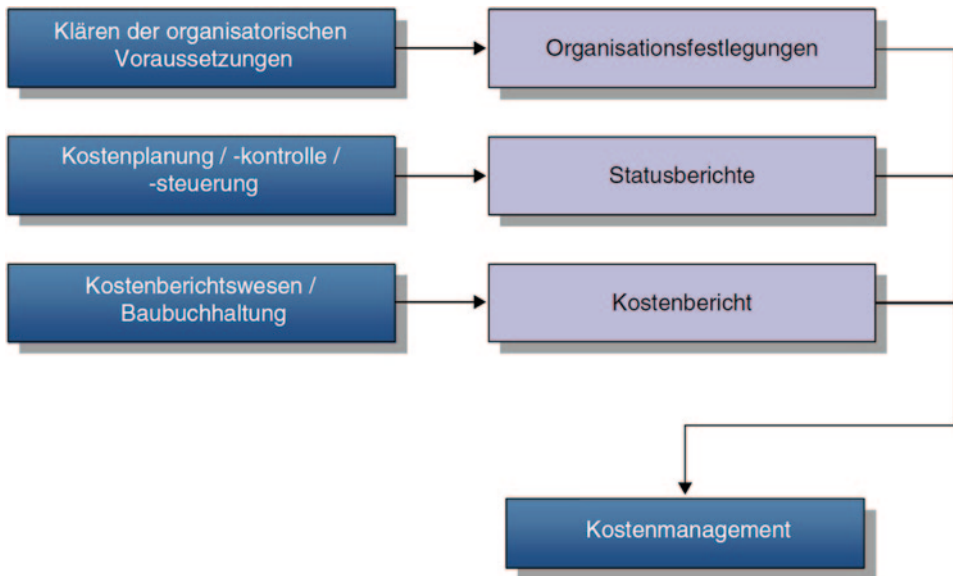 Klären der organisatorischen
Voraussetzungen
Organisationsfestlegungen
Kostenplanung / -kontrolle /
-steuerung
Statusberichte
Kostenberichtswesen /
Baubuchhaltung
Kostenbericht
Kostenmanagement